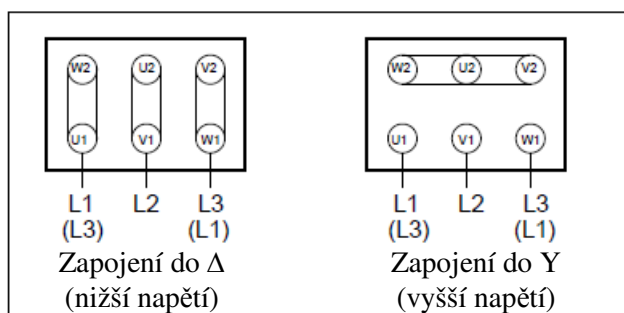 W2 U2 V2
U1 V1 W1
L1 L2 L3
(L3) (L1)
Zapojení do Δ
(nižší napětí)
W2 U2 V2
U1 V1 W1
L1 L2 L3
(L3) (L1)
Zapojení do Y
(vyšší napětí)